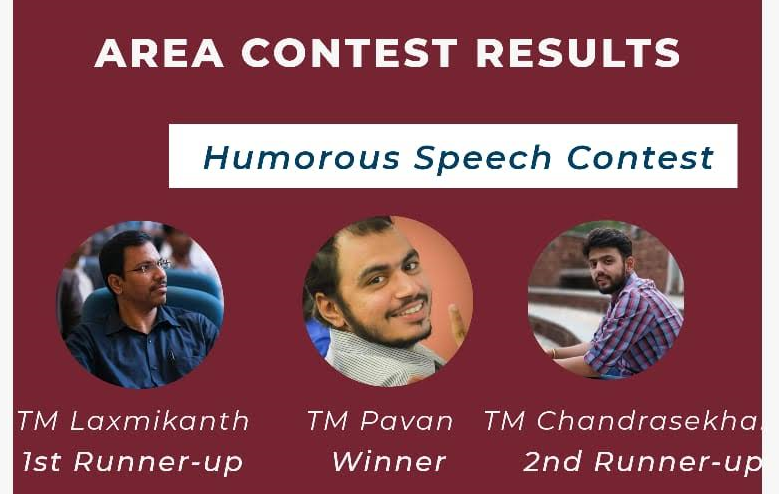 AREA CONTEST RESULTS
Humorous Speech Contest
TM Laxmikanth TM Pavan TM Chandrasekha
1st Runner-up Winner 2nd Runner-up